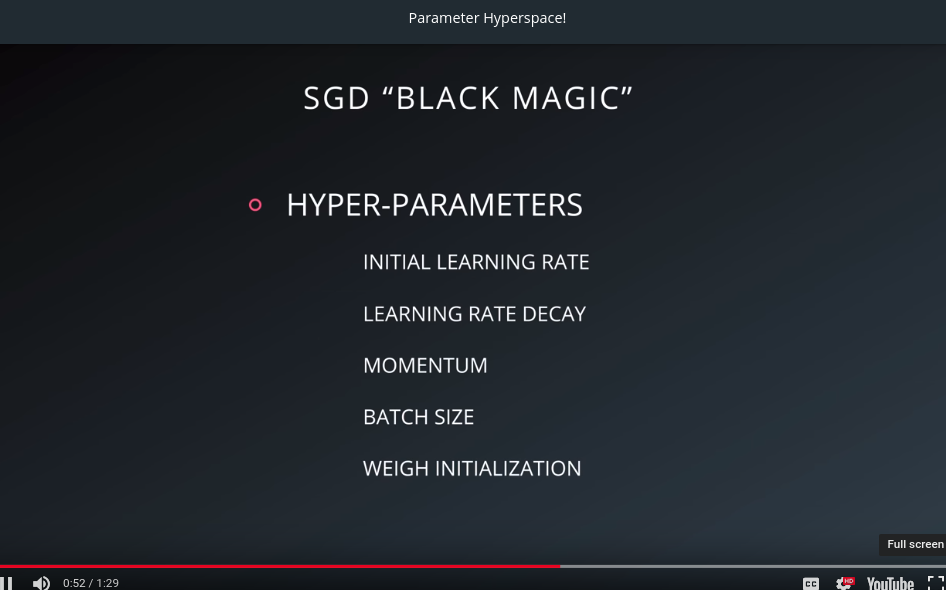 Parameter Hyperspace!
SGD “BLACK MAGIC”
HYPER-PARAMETERS
INITIAL LEARNING RATE
LEARNING RATE DECAY
MOMENTUM
BATCH SIZE
WEIGH INITIALIZATION
Full screen
0:52 / 1:29
CC
HD
YouTube